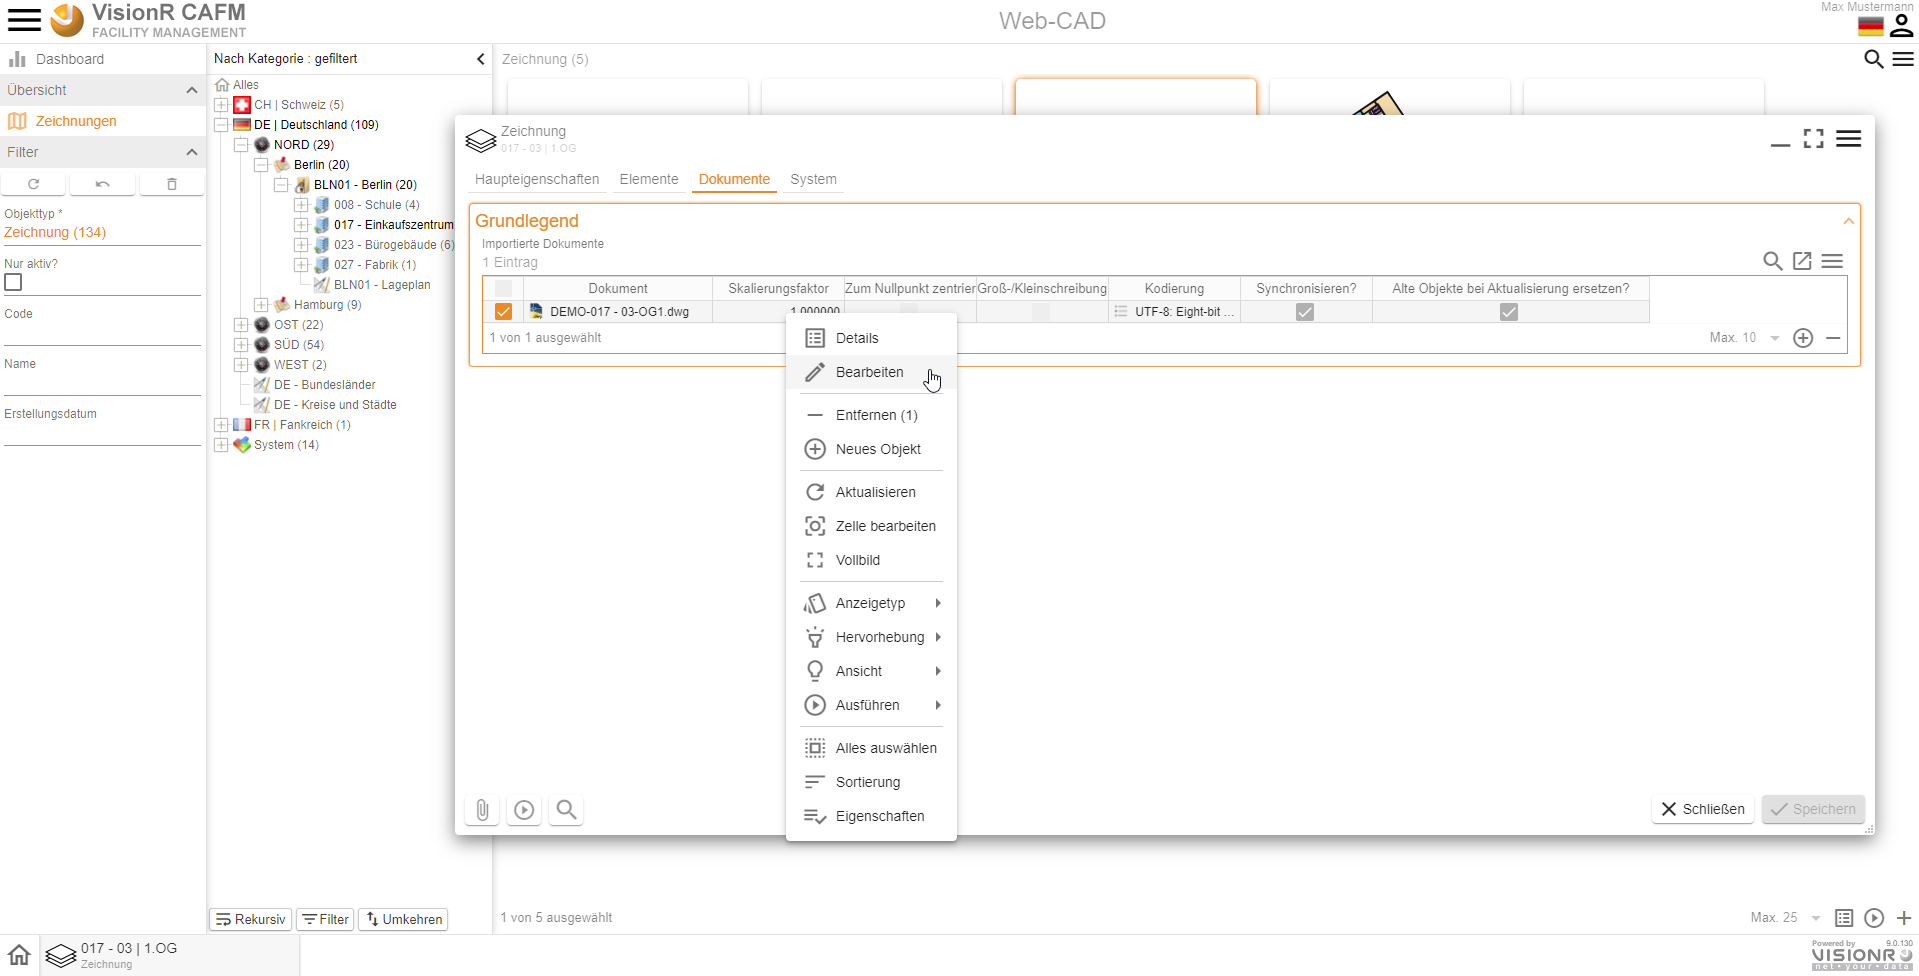 VisionR CAFM
FACILITY MANAGEMENT
Web-CAD
Max Mustermann
Dashboard
Übersicht
Zeichnungen
Filter
Objekttyp *
Zeichnung (134)
Nur aktiv?
Code
Name
Erstellungsdatum
Nach Kategorie : gefiltert
Alles
CH | Schweiz (5)
DE | Deutschland (109)
NORD (29)
Berlin (20)
BLN01 - Berlin (20)
008 - Schule (4)
017 - Einkaufszentrum
023 - Bürogebäude (6)
027 - Fabrik (1)
BLN01 - Lageplan
Hamburg (9)
OST (22)
SÜD (54)
WEST (2)
DE - Bundesländer
DE - Kreise und Städte
FR | Fankreich (1)
System (14)
Rekursiv
Filter
Umkehren
Zeichnung (5)
Zeichnung
017 - 03 | 1.OG
Haupteigenschaften
Elemente
Dokumente
System
Grundlegend
Importierte Dokumente
1 Eintrag
Dokument
Skalierungsfaktor
Zum Nullpunkt zentrier
Groß-/Kleinschreibung
Kodierung
Synchronisieren?
Alte Objekte bei Aktualisierung ersetzen?
DEMO-017 - 03-OG1.dwg
1.000000
UTF-8: Eight-bit ...
1 von 1 ausgewählt
Max. 10
Details
Bearbeiten
Entfernen (1)
Neues Objekt
Aktualisieren
Zelle bearbeiten
Vollbild
Anzeigetyp
Hervorhebung
Ansicht
Ausführen
Alles auswählen
Sortierung
Eigenschaften
Schließen
Speichern
1 von 5 ausgewählt
Max. 25
017 - 03 | 1.OG
Zeichnung
Powered by
9.0.130
VISIONR
net • your • data